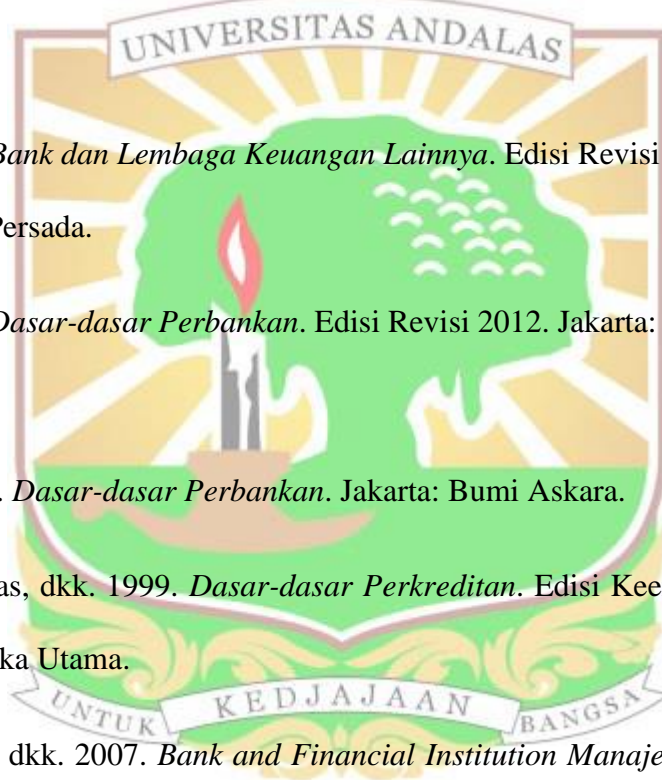 UNIVERSITAS ANDALAS
Bank dan Lembaga Keuangan Lainnya. Edisi Revisi
Persada.
Dasar-dasar Perbankan. Edisi Revisi 2012. Jakarta:
. Dasar-dasar Perbankan. Jakarta: Bumi Askara.
as, dkk. 1999. Dasar-dasar Perkreditan. Edisi Kee
ka Utama.
UNTUK KEDJAJAAN BANGSA
dkk. 2007. Bank and Financial Institution Manaje